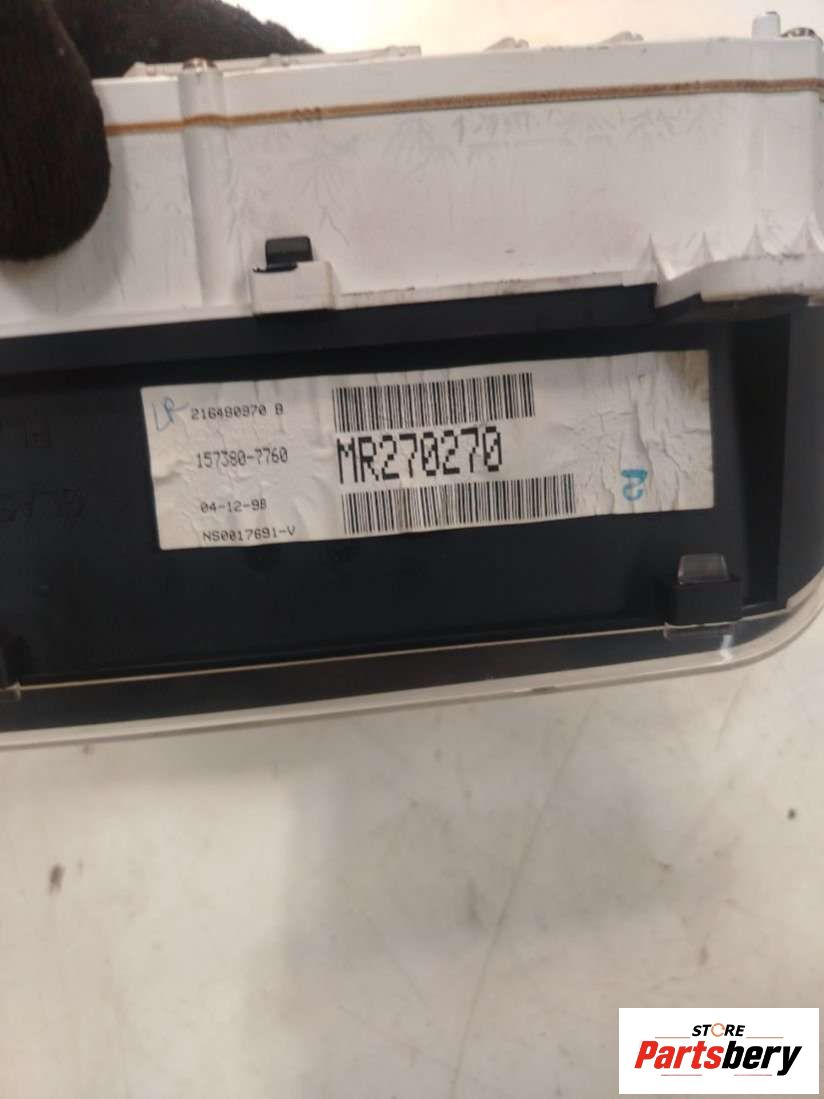 216480970 B
157380-7760
MR270270
04-12-98
NS0017691-V
STORE
Partsbery